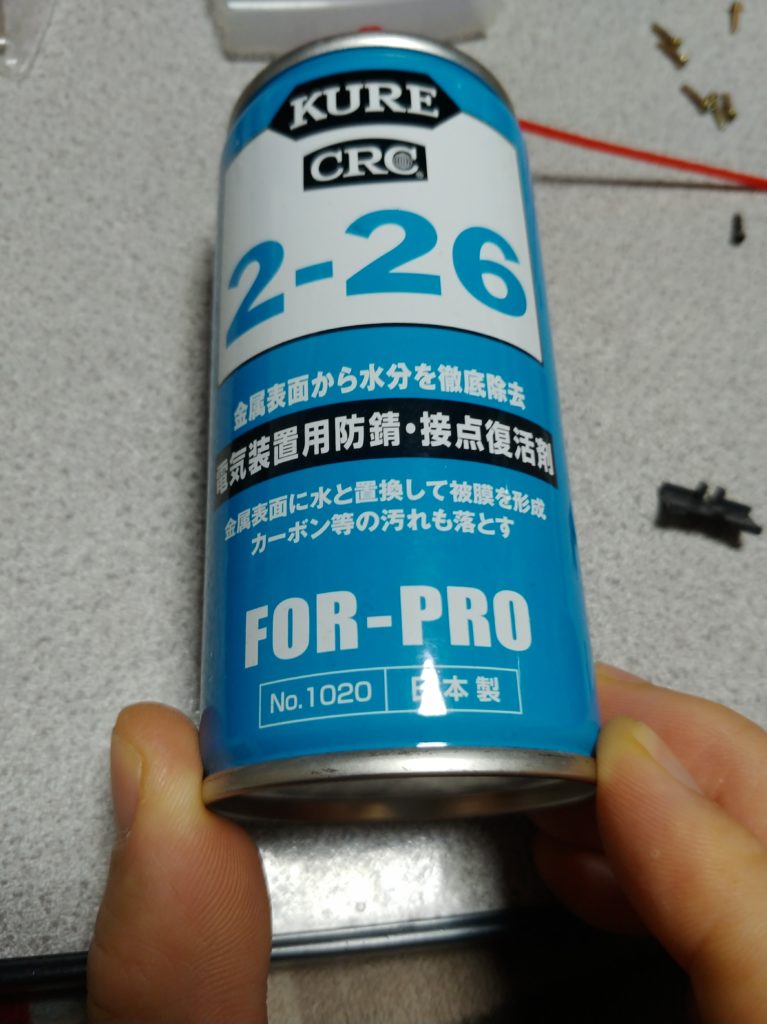 KURE
CRC
2-26
金属表面から水分を徹底除去
電気装置用防錆・接点復活剤
金属表面に水と置換して被膜を形成
カーボン等の汚れも落とす
FOR-PRO
No.1020 日本製